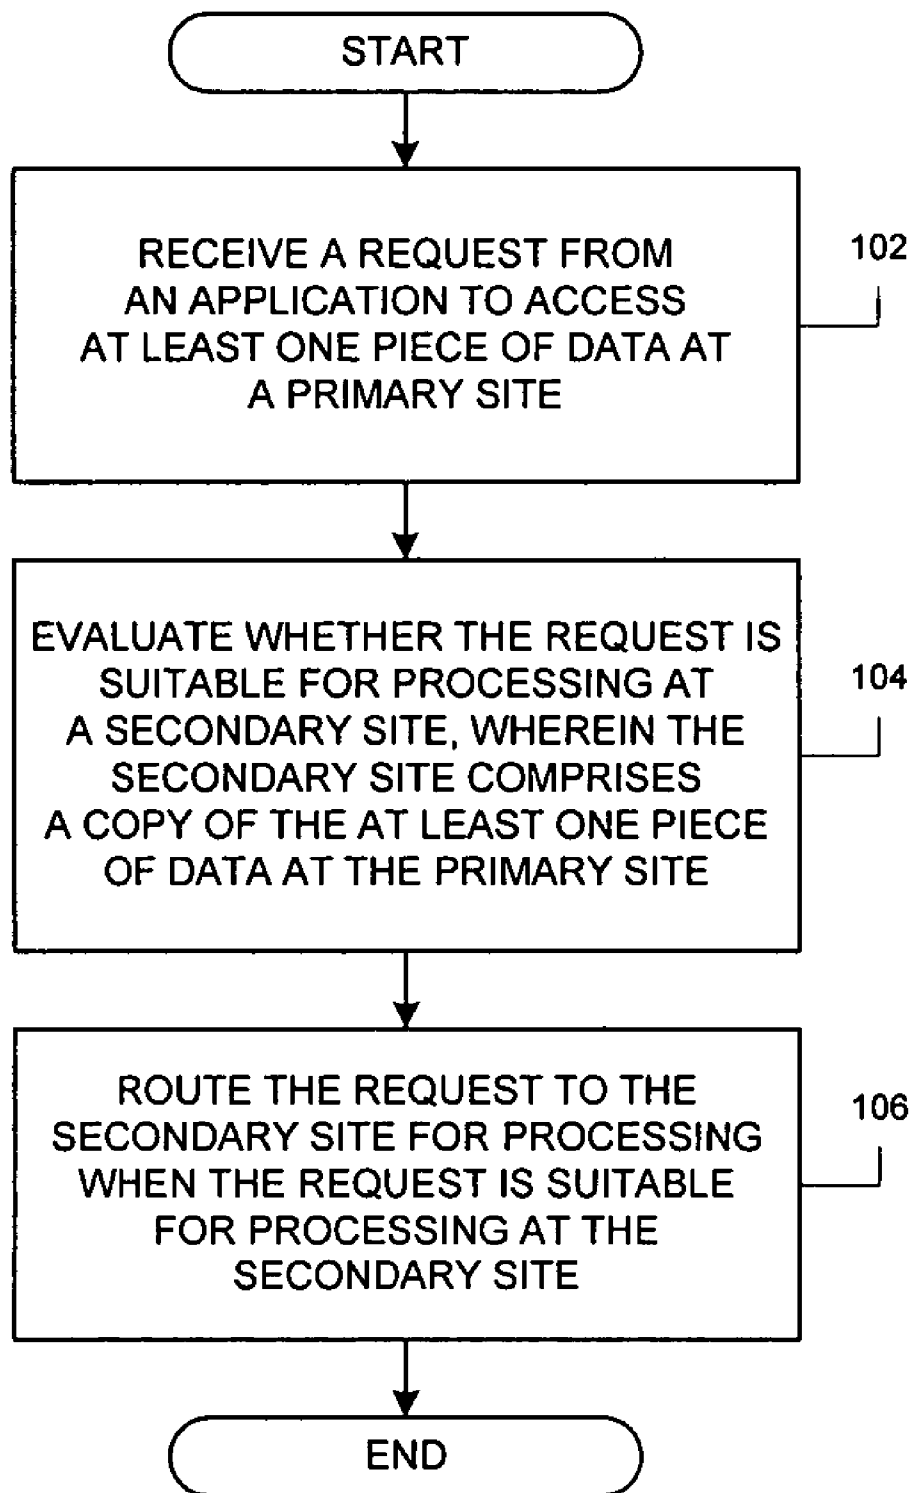 START
RECEIVE A REQUEST FROM
AN APPLICATION TO ACCESS
AT LEAST ONE PIECE OF DATA AT
A PRIMARY SITE
102
EVALUATE WHETHER THE REQUEST IS
SUITABLE FOR PROCESSING AT
A SECONDARY SITE, WHEREIN THE
SECONDARY SITE COMPRISES
A COPY OF THE AT LEAST ONE PIECE
OF DATA AT THE PRIMARY SITE
104
ROUTE THE REQUEST TO THE
SECONDARY SITE FOR PROCESSING
WHEN THE REQUEST IS SUITABLE
FOR PROCESSING AT THE
SECONDARY SITE
106
END